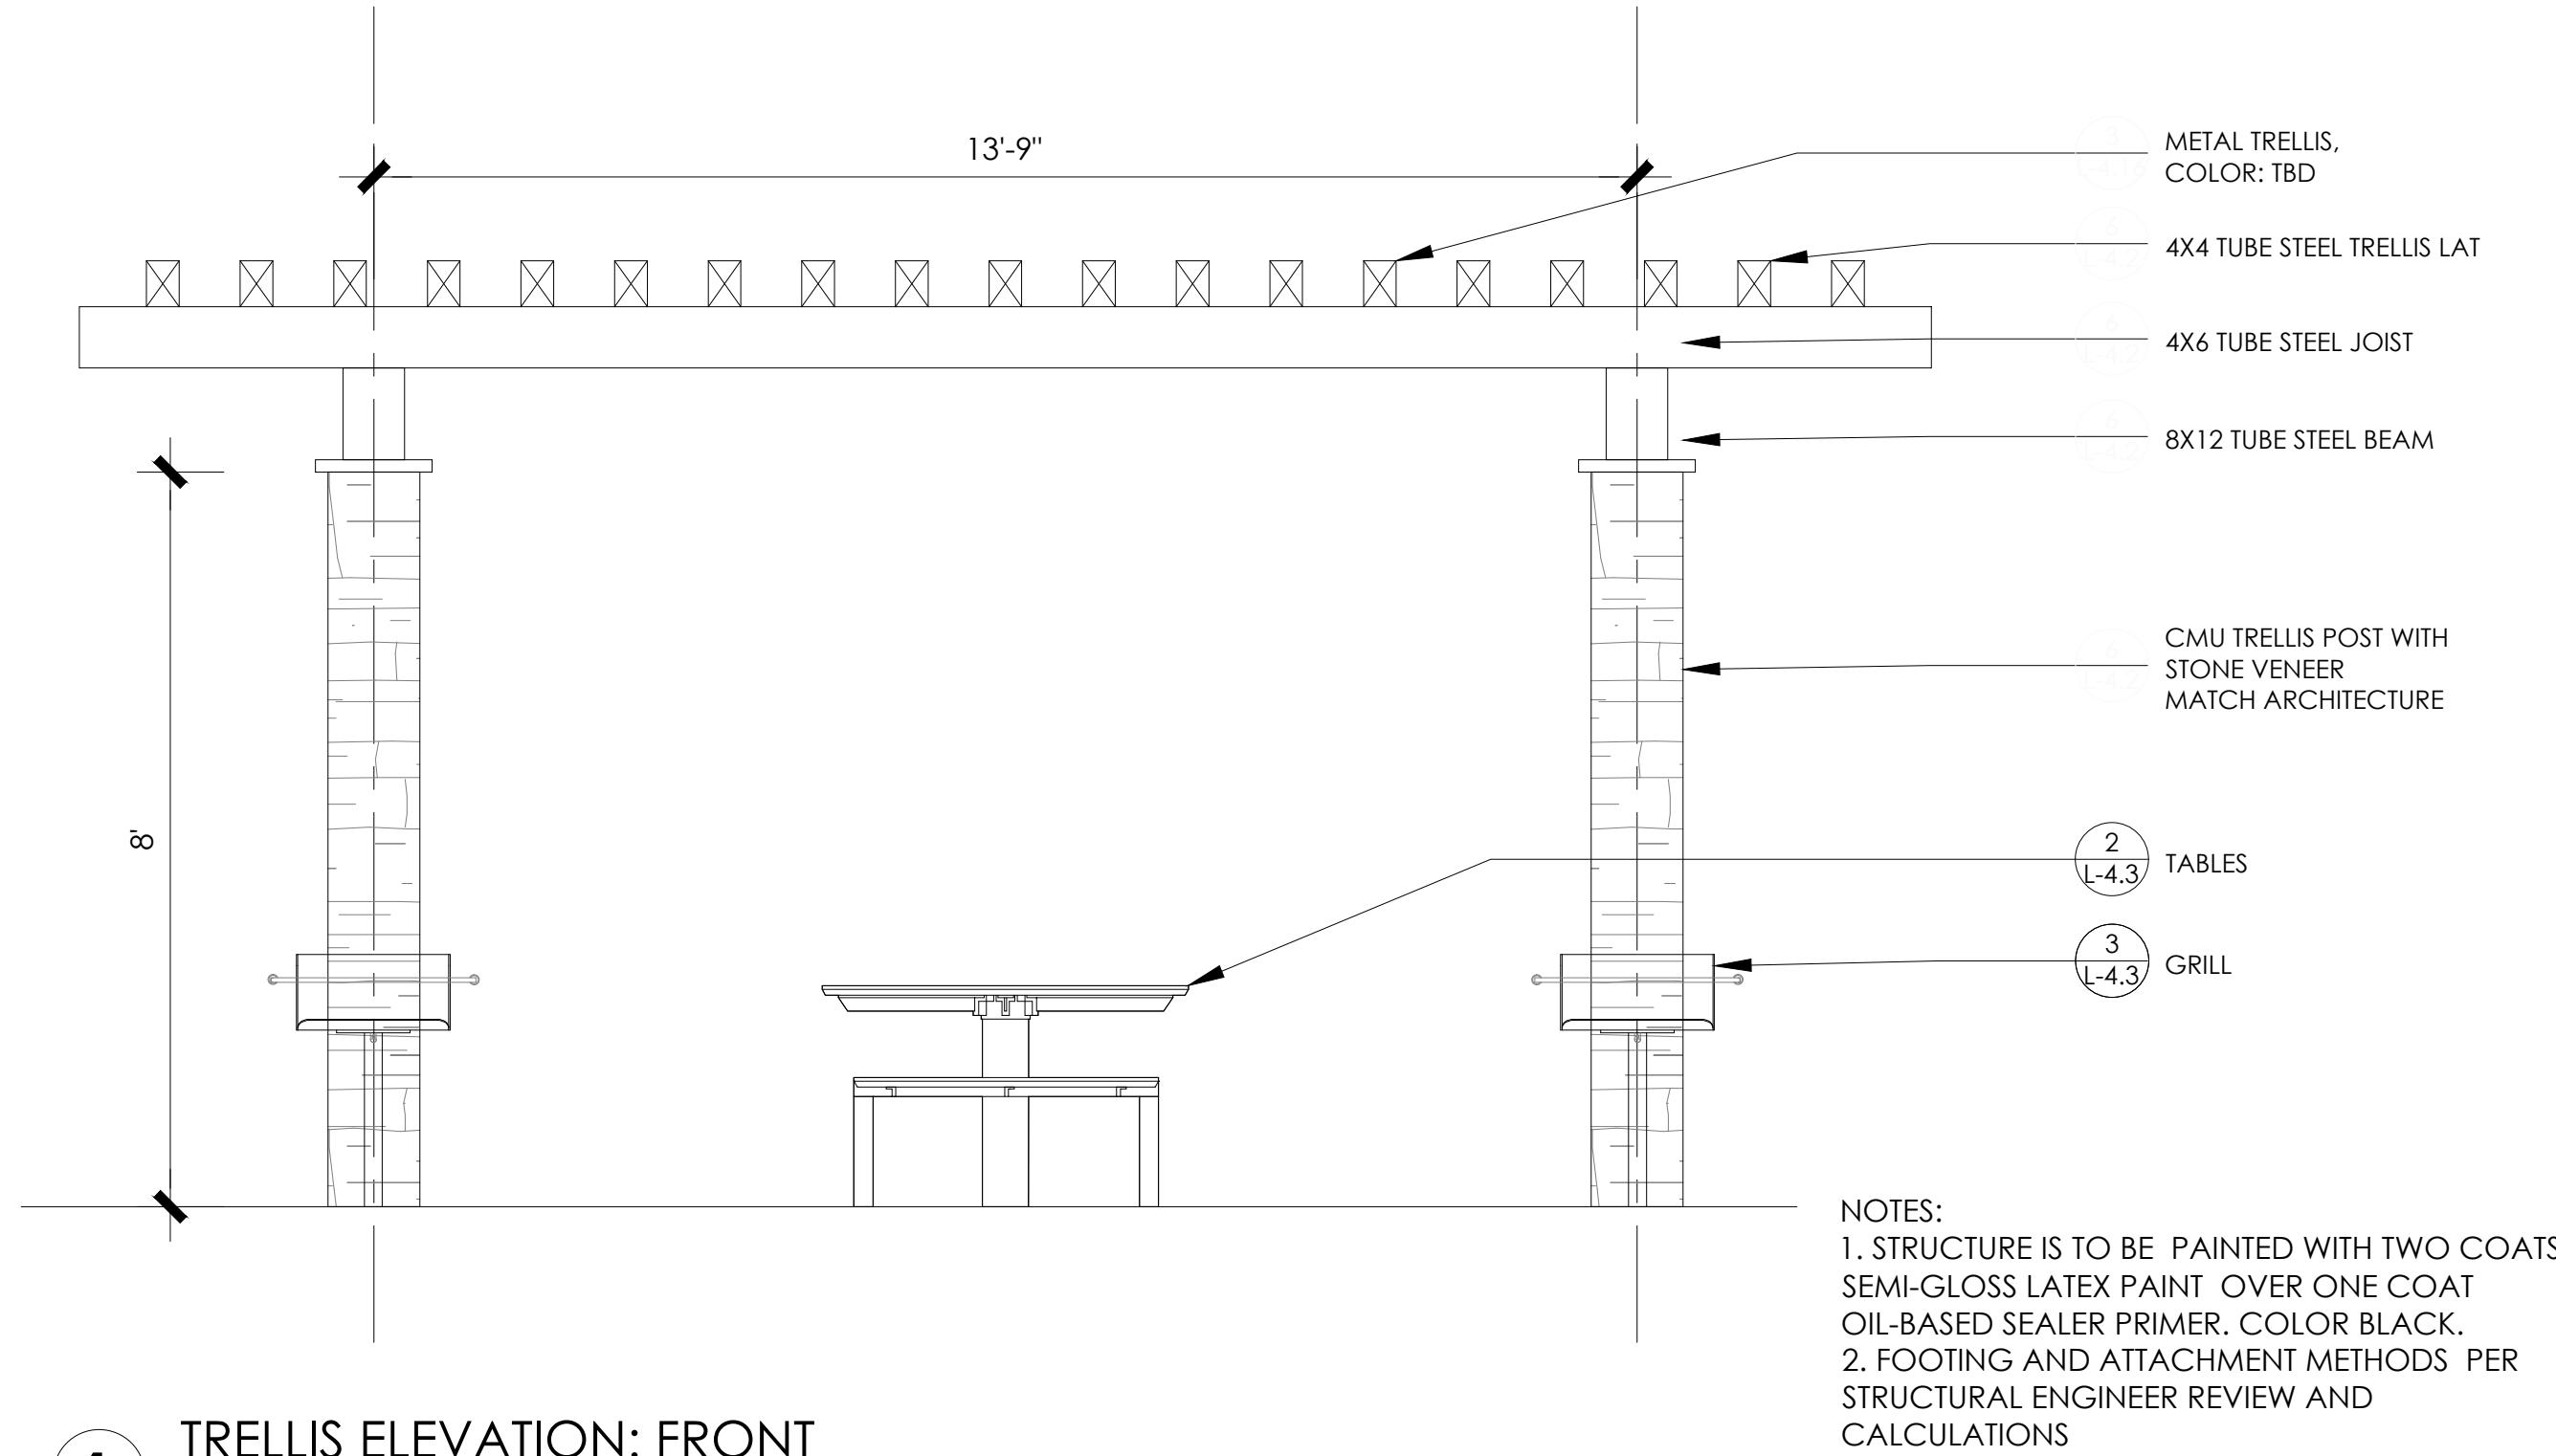 13'-9"
METAL TRELLIS,
COLOR: TBD
4X4 TUBE STEEL TRELLIS LAT
4X6 TUBE STEEL JOIST
8X12 TUBE STEEL BEAM
CMU TRELLIS POST WITH
STONE VENEER
MATCH ARCHITECTURE
8'
2
L-4.3
TABLES
3
L-4.3
GRILL
NOTES:
1. STRUCTURE IS TO BE PAINTED WITH TWO COATS
SEMI-GLOSS LATEX PAINT OVER ONE COAT
OIL-BASED SEALER PRIMER. COLOR BLACK.
2. FOOTING AND ATTACHMENT METHODS PER
STRUCTURAL ENGINEER REVIEW AND
CALCULATIONS
TRELLIS ELEVATION: FRONT